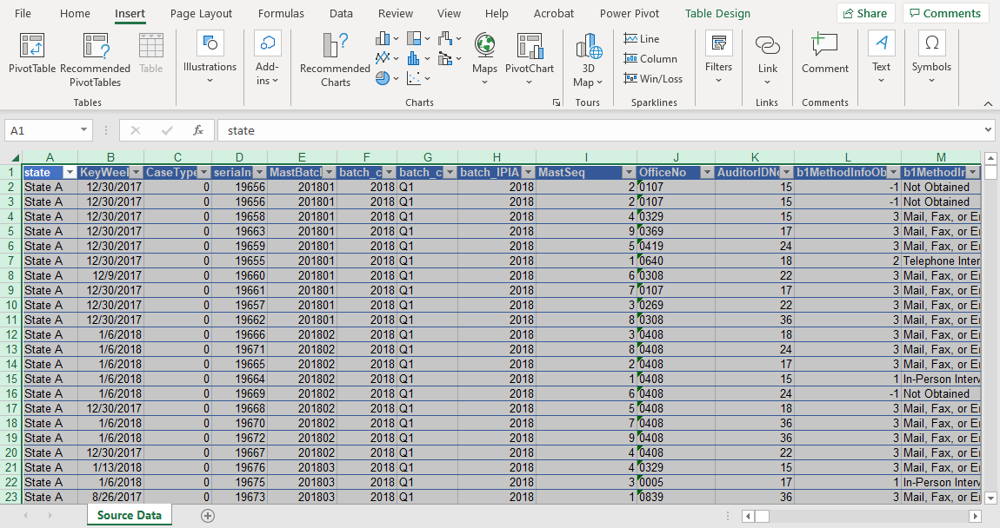 File Home Insert Page Layout Formulas Data Review View Help Acrobat Power Pivot Table Design Share Comments
PivotTable Recommended PivotTables Table Illustrations Add-ins Recommended Charts Maps PivotChart 3D Map Line Column Win/Loss Filters Link Comment Text Symbols
Tables Charts Tours Sparklines Links Comments
A1 fx state
A B C D E F G H I J K L M
1 state KeyWeek CaseType serialn MastBatch batch_c batch_c batch_IPIA MastSeq OfficeNo AuditorIDN b1MethodInfoOb b1MethodIn
2 State A 12/30/2017 0 19656 201801 2018 Q1 2018 2 0107 15 -1 Not Obtained
3 State A 12/30/2017 0 19656 201801 2018 Q1 2018 2 0107 15 -1 Not Obtained
4 State A 12/30/2017 0 19658 201801 2018 Q1 2018 4 0329 15 3 Mail, Fax, or E
5 State A 12/30/2017 0 19663 201801 2018 Q1 2018 9 0369 17 3 Mail, Fax, or E
6 State A 12/30/2017 0 19659 201801 2018 Q1 2018 5 0419 24 3 Mail, Fax, or E
7 State A 12/30/2017 0 19655 201801 2018 Q1 2018 1 0640 18 2 Telephone Inter
8 State A 12/9/2017 0 19660 201801 2018 Q1 2018 6 0308 22 3 Mail, Fax, or E
9 State A 12/30/2017 0 19661 201801 2018 Q1 2018 7 0107 17 3 Mail, Fax, or E
10 State A 12/30/2017 0 19657 201801 2018 Q1 2018 3 0269 22 3 Mail, Fax, or E
11 State A 12/30/2017 0 19662 201801 2018 Q1 2018 8 0308 36 3 Mail, Fax, or E
12 State A 1/6/2018 0 19666 201802 2018 Q1 2018 3 0408 18 3 Mail, Fax, or E
13 State A 1/6/2018 0 19671 201802 2018 Q1 2018 8 0408 24 3 Mail, Fax, or E
14 State A 1/6/2018 0 19665 201802 2018 Q1 2018 2 0408 17 3 Mail, Fax, or E
15 State A 1/6/2018 0 19664 201802 2018 Q1 2018 1 0408 15 1 In-Person Interv
16 State A 1/6/2018 0 19669 201802 2018 Q1 2018 6 0408 24 -1 Not Obtained
17 State A 12/30/2017 0 19668 201802 2018 Q1 2018 5 0408 18 3 Mail, Fax, or E
18 State A 1/6/2018 0 19670 201802 2018 Q1 2018 7 0408 36 3 Mail, Fax, or E
19 State A 1/6/2018 0 19672 201802 2018 Q1 2018 9 0408 36 3 Mail, Fax, or E
20 State A 12/30/2017 0 19667 201802 2018 Q1 2018 4 0408 22 3 Mail, Fax, or E
21 State A 1/13/2018 0 19676 201803 2018 Q1 2018 4 0329 15 3 Mail, Fax, or E
22 State A 1/6/2018 0 19675 201803 2018 Q1 2018 3 0005 17 1 In-Person Interv
23 State A 8/26/2017 0 19673 201803 2018 Q1 2018 1 0839 36 3 Mail, Fax, or E
Source Data